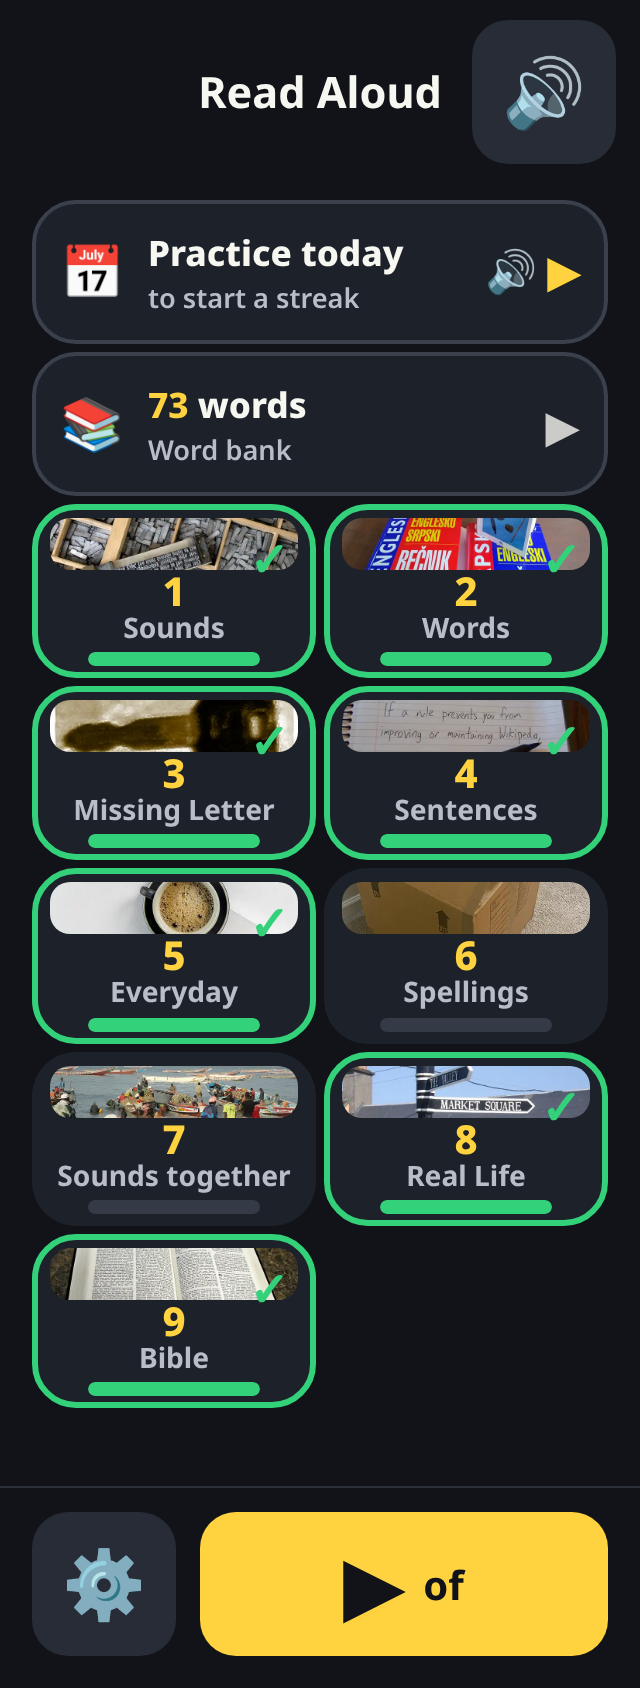 Read Aloud
July
17
Practice today
to start a streak
73 words
Word bank
1
Sounds
ENGLESKO
SRPSKI
REČNIK
ENGLESKI
2
Words
3
Missing Letter
If a rule prevents you from
improving or maintaining Wikipedia,
4
Sentences
5
Everyday
6
Spellings
7
Sounds together
MARKET SQUARE
8
Real Life
9
Bible
of